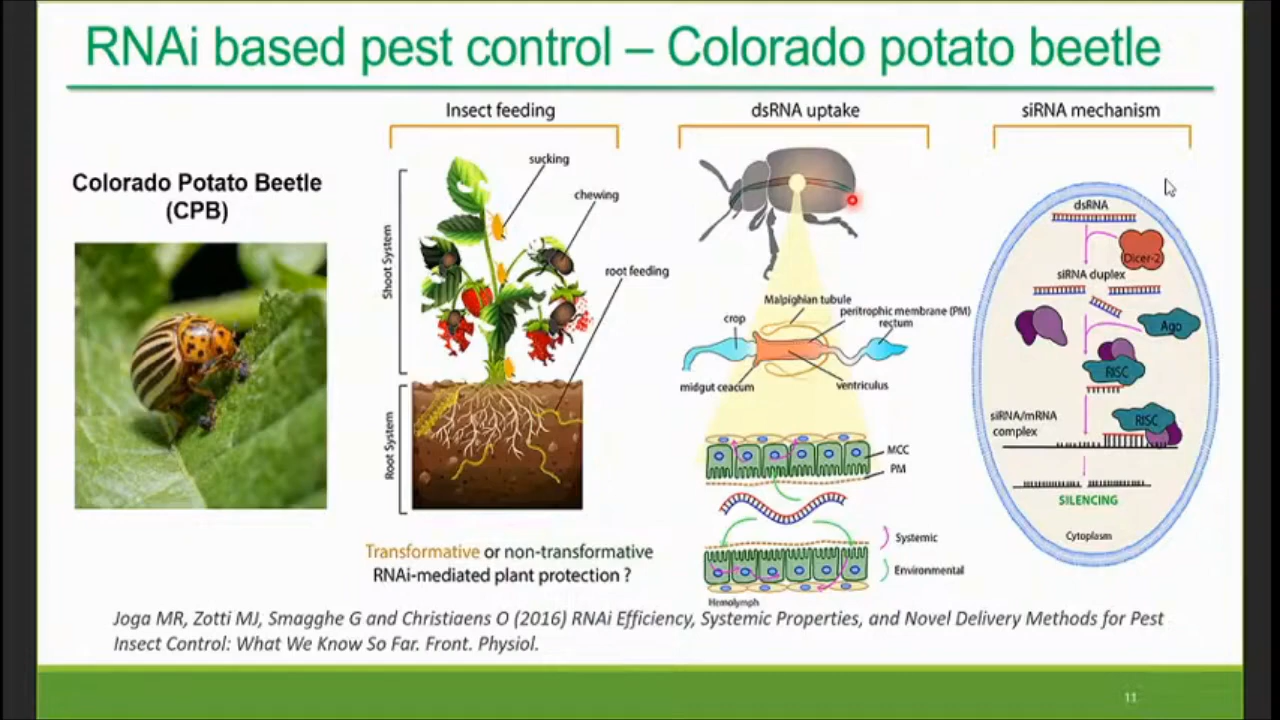 RNAi based pest control – Colorado potato beetle
Insect feeding
dsRNA uptake
siRNA mechanism
Colorado Potato Beetle
(CPB)
sucking
chewing
root feeding
Shoot System
Root System
Transformative or non-transformative
RNAi-mediated plant protection ?
Malpighian tubule
peritrophic membrane (PM)
crop
rectum
midgut ceacum
ventriculus
MCC
PM
Systemic
Environmental
Hemolymph
dsRNA
Dicer-2
siRNA duplex
Ago
RISC
siRNA/mRNA
complex
RISC
SILENCING
Cytoplasm
Joga MR, Zotti MJ, Smagghe G and Christiaens O (2016) RNAi Efficiency, Systemic Properties, and Novel Delivery Methods for Pest
Insect Control: What We Know So Far. Front. Physiol.
11